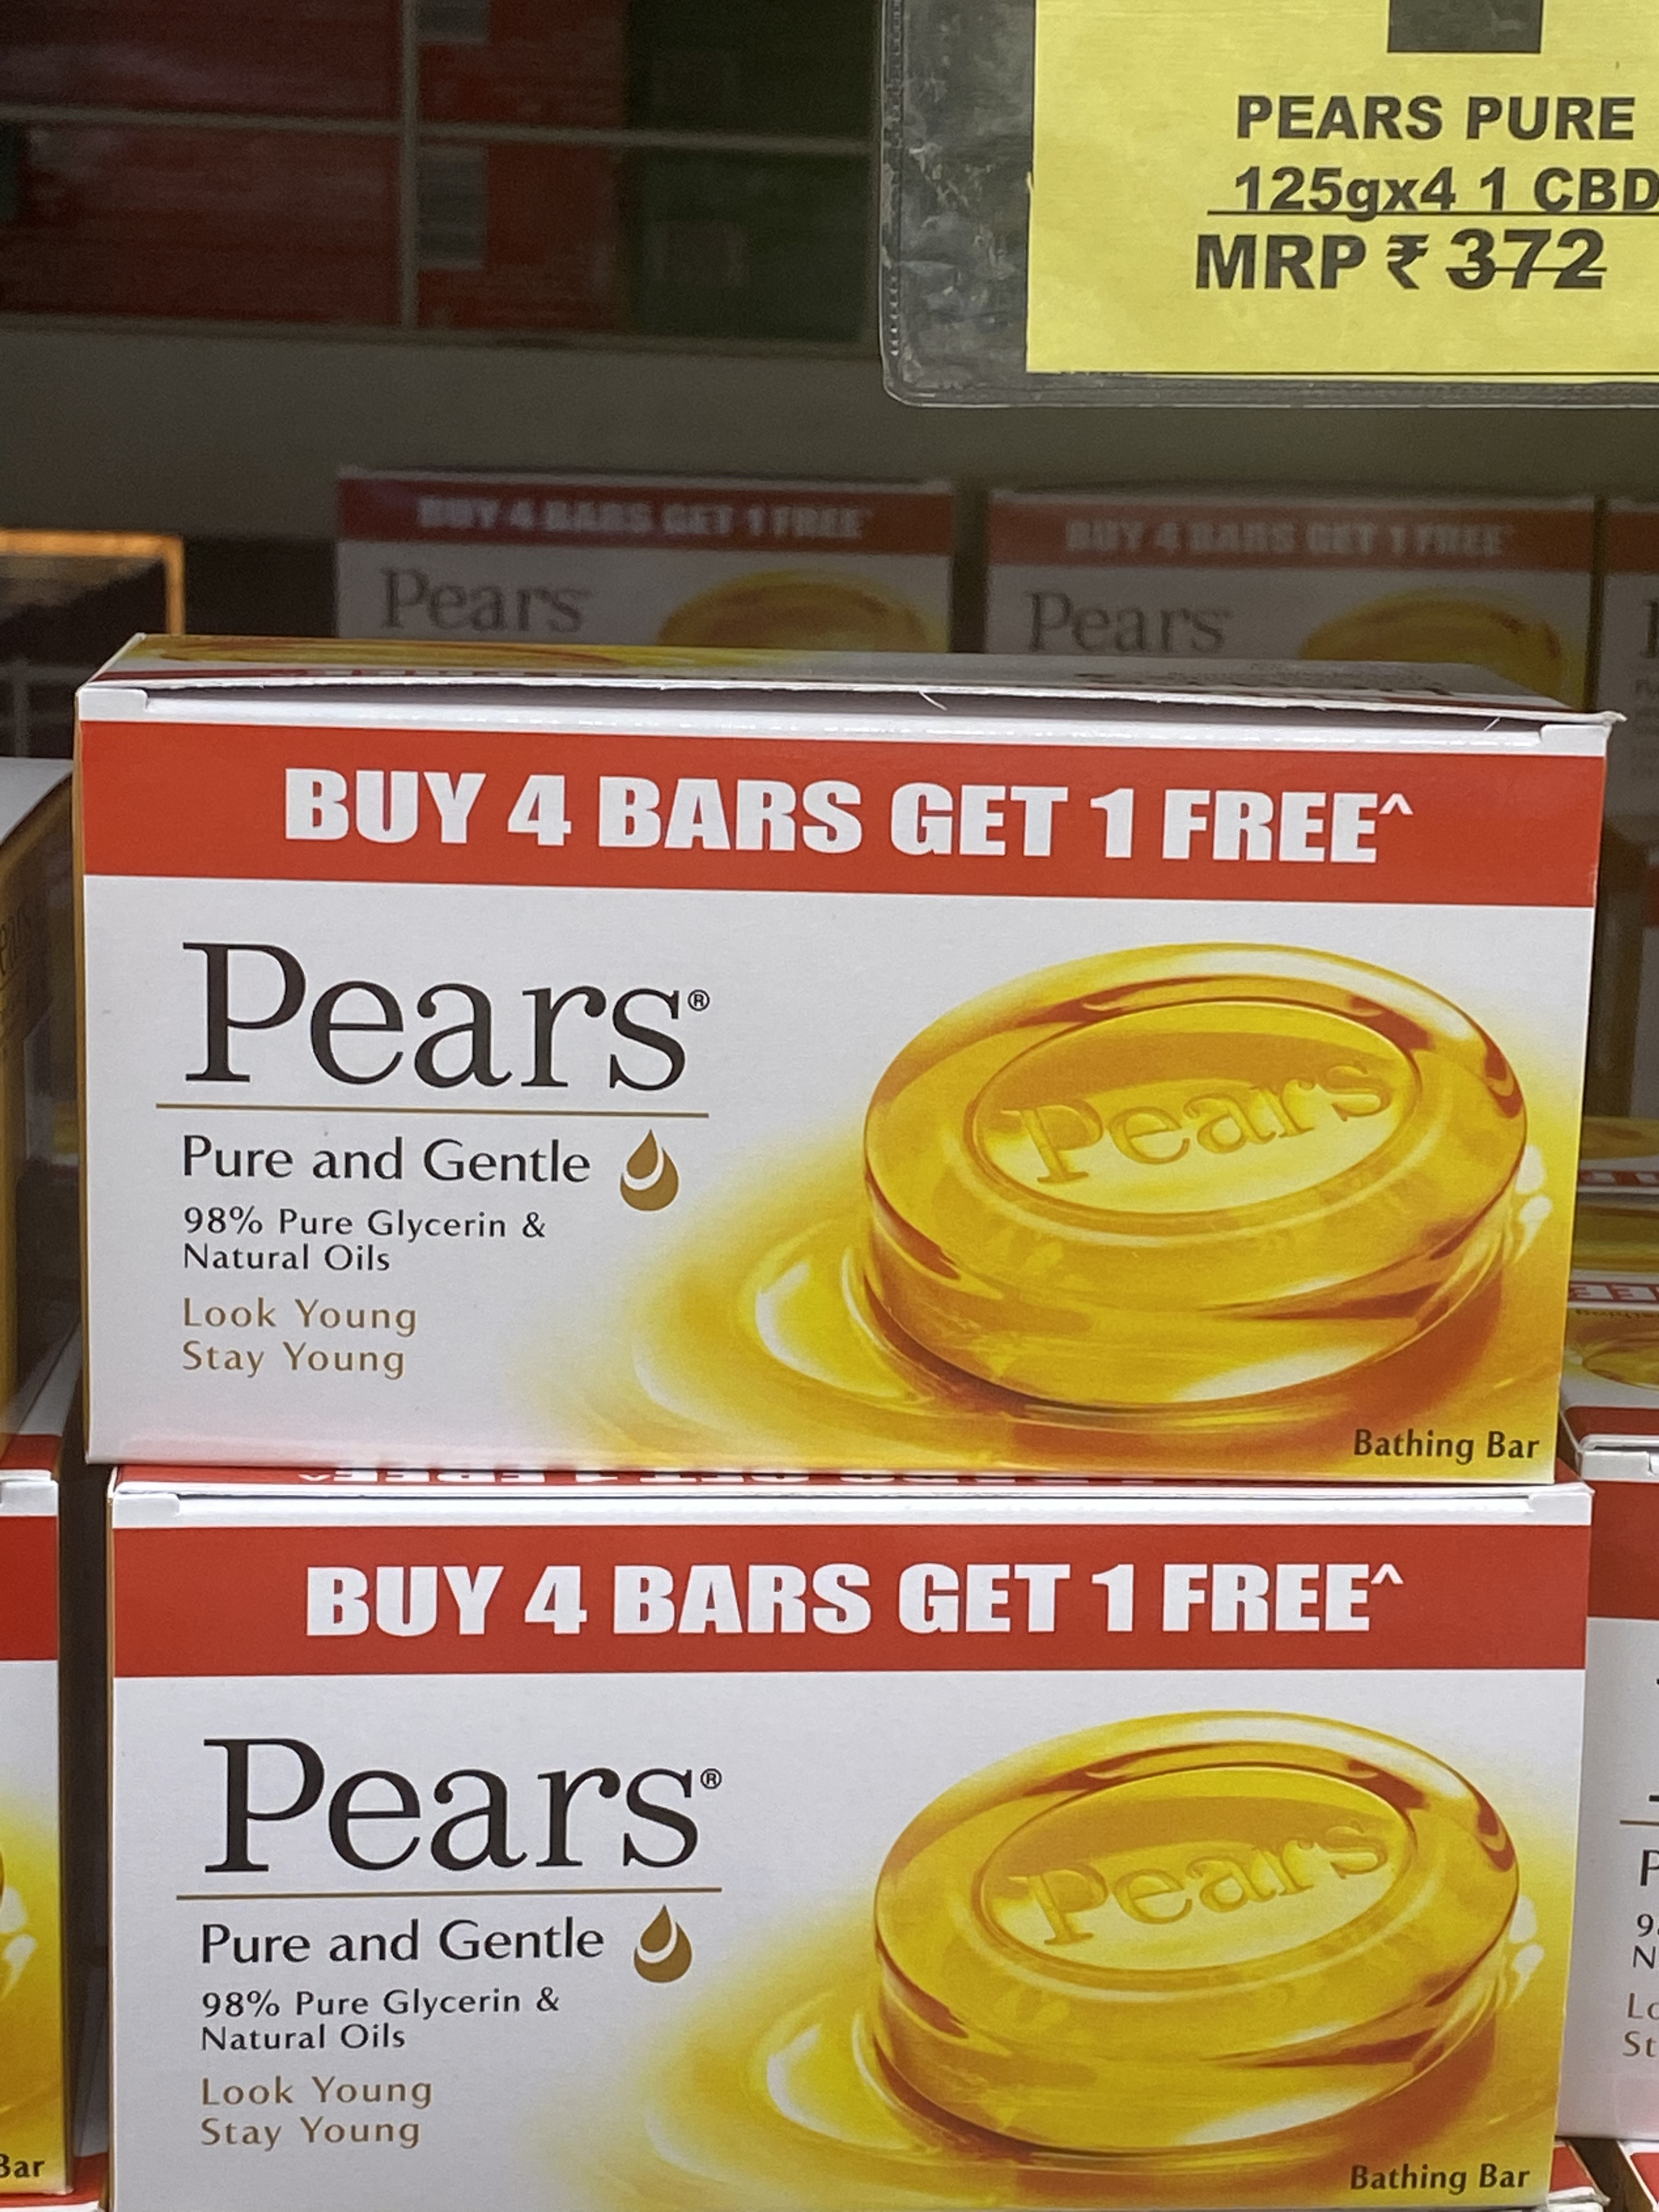 PEARS PURE
125gx4 1 CBD
MRP ₹ 372
BUY 4 BARS GET 1 FREE
Pears
BUY 4 BARS GET 1 FREE
Pears
BUY 4 BARS GET 1 FREE^
Pears®
Pears
Pure and Gentle
98% Pure Glycerin &
Natural Oils
Look Young
Stay Young
Bathing Bar
BUY 4 BARS GET 1 FREE^
Pears®
Pears
Pure and Gentle
98% Pure Glycerin &
Natural Oils
Look Young
Stay Young
Bathing Bar
Bar